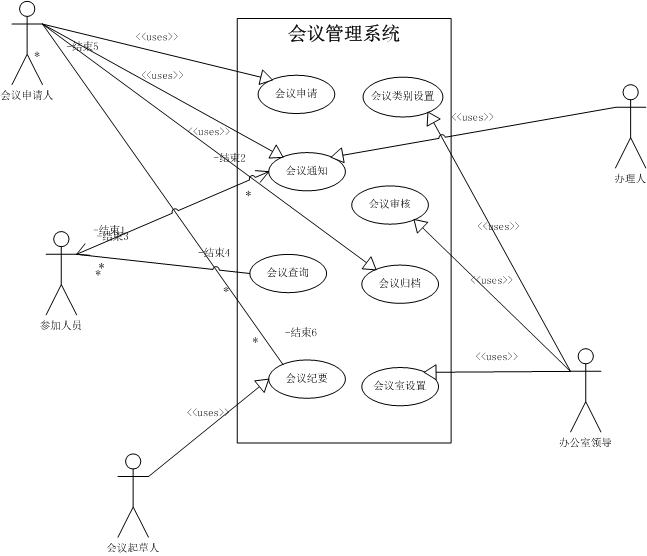 会议管理系统
<<uses>>
-结束5
*
<<uses>>
会议申请人
会议申请
会议类别设置
<<uses>>
<<uses>>
-结束2
会议通知
办理人
*
会议审核
-结束1
-结束3
<<uses>>
-结束4
*
*
会议查询
会议归档
<<uses>>
*
参加人员
-结束6
*
<<uses>>
会议纪要
会议室设置
<<uses>>
办公室领导
会议起草人